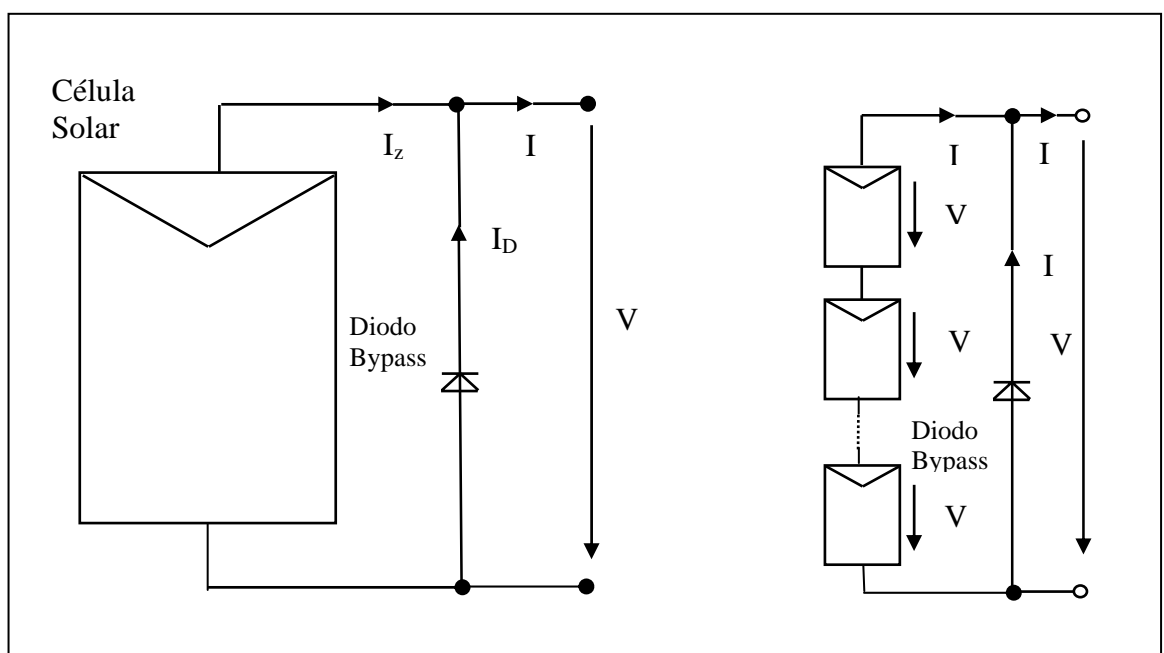 Célula
Solar
I_z
I
I_D
Diodo
Bypass
V
I
I
V
I
V
V
Diodo
Bypass
V